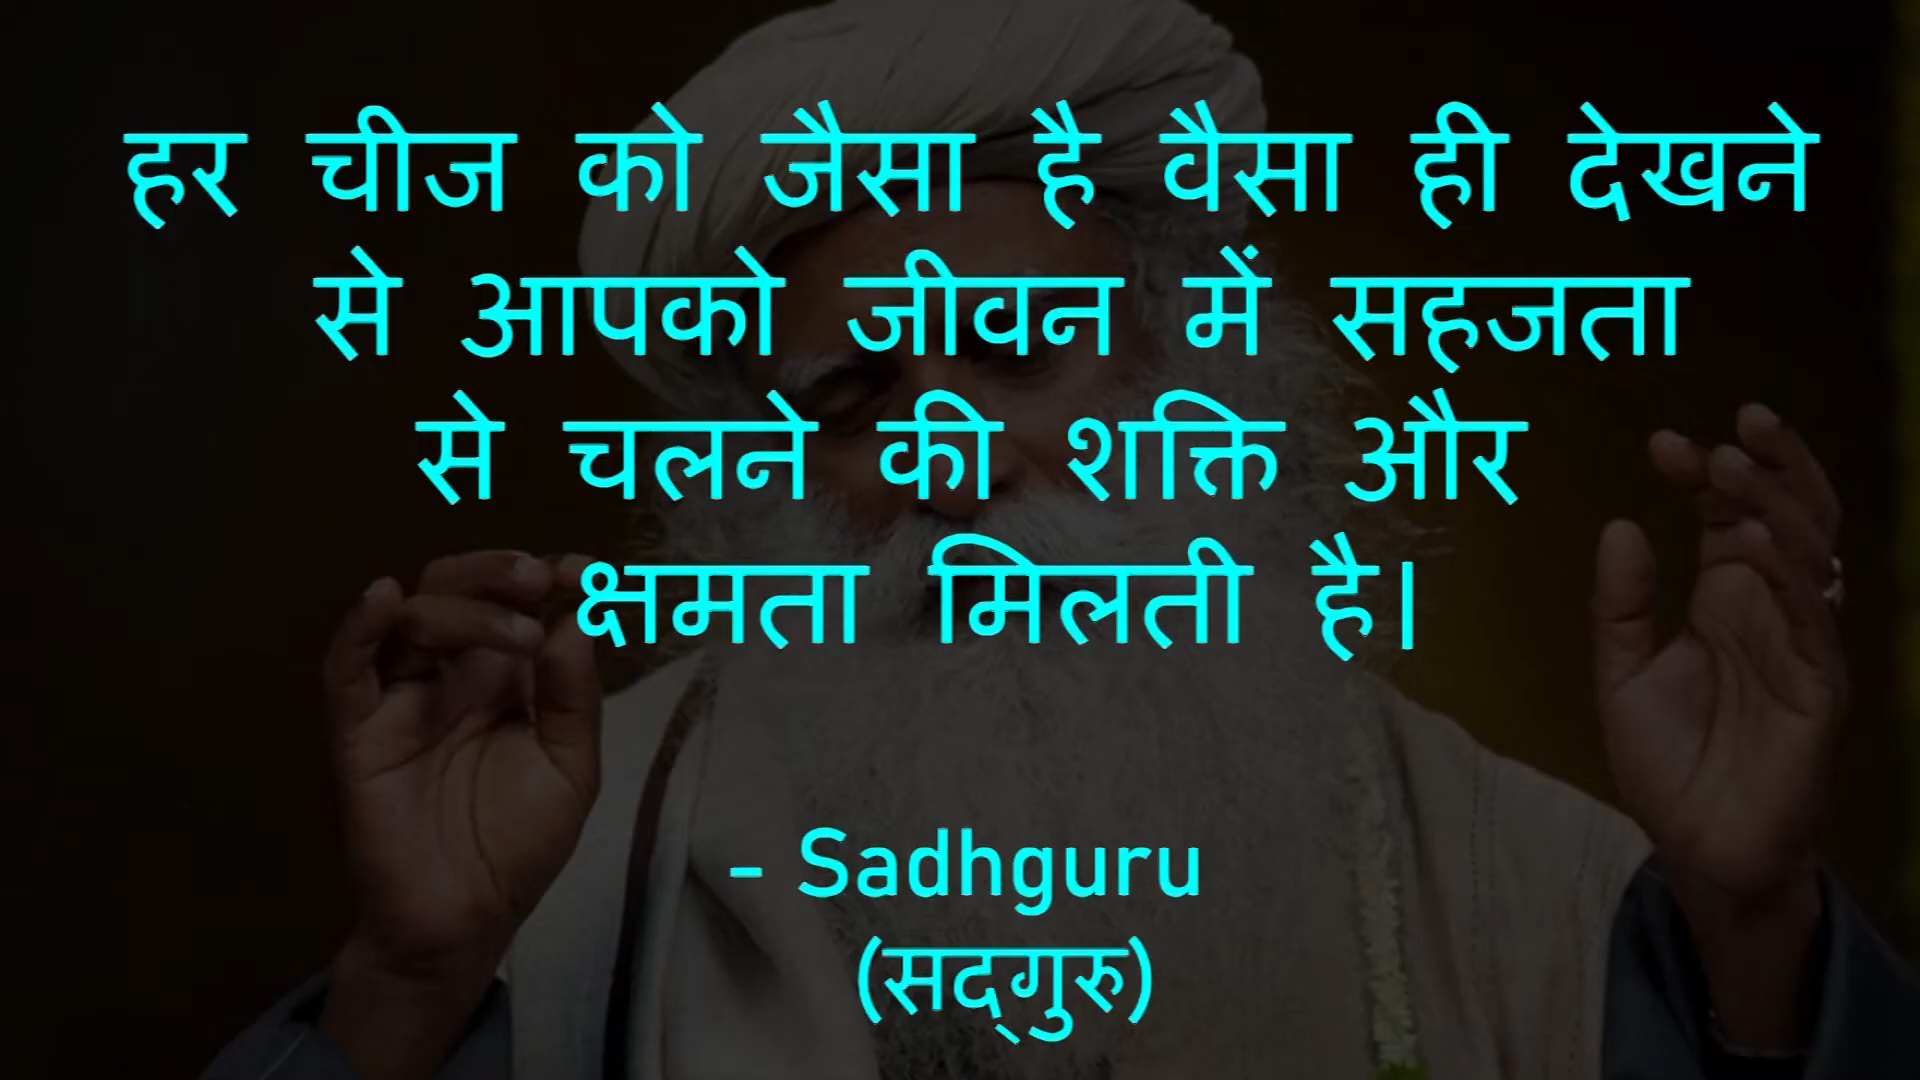 हर चीज को जैसा है वैसा ही देखने
से आपको जीवन में सहजता
से चलने की शक्ति और
क्षमता मिलती है।
- Sadhguru
(सद्‌गुरु)